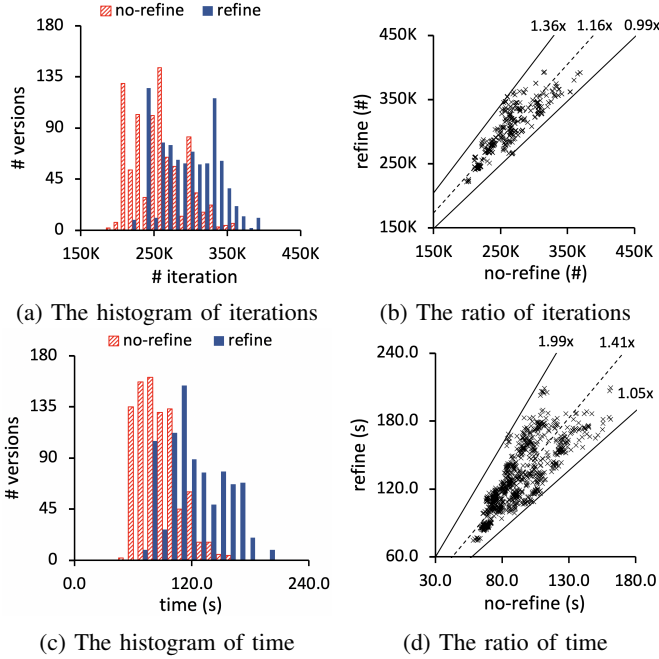 no-refine refine
180
135
90
45
0
# versions
150K 250K 350K 450K
# iteration
(a) The histogram of iterations
1.36x 1.16x 0.99x
450K
350K
250K
150K
refine (#)
150K 250K 350K 450K
no-refine (#)
(b) The ratio of iterations
no-refine refine
180
135
90
45
0
# versions
0.0 120.0 240.0
time (s)
(c) The histogram of time
1.99x 1.41x
1.05x
240.0
180.0
120.0
60.0
refine (s)
30.0 80.0 130.0 180.0
no-refine (s)
(d) The ratio of time